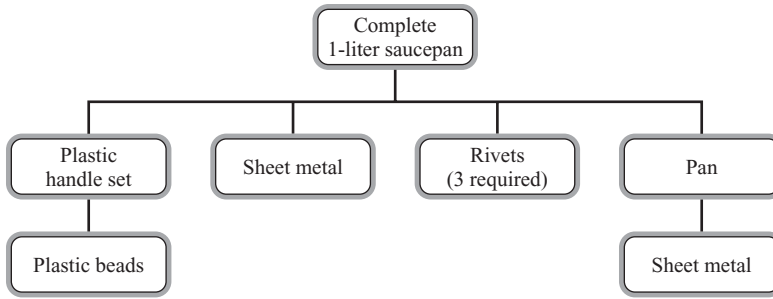 Complete
1-liter saucepan
Plastic
handle set
Sheet metal
Rivets
(3 required)
Pan
Plastic beads
Sheet metal